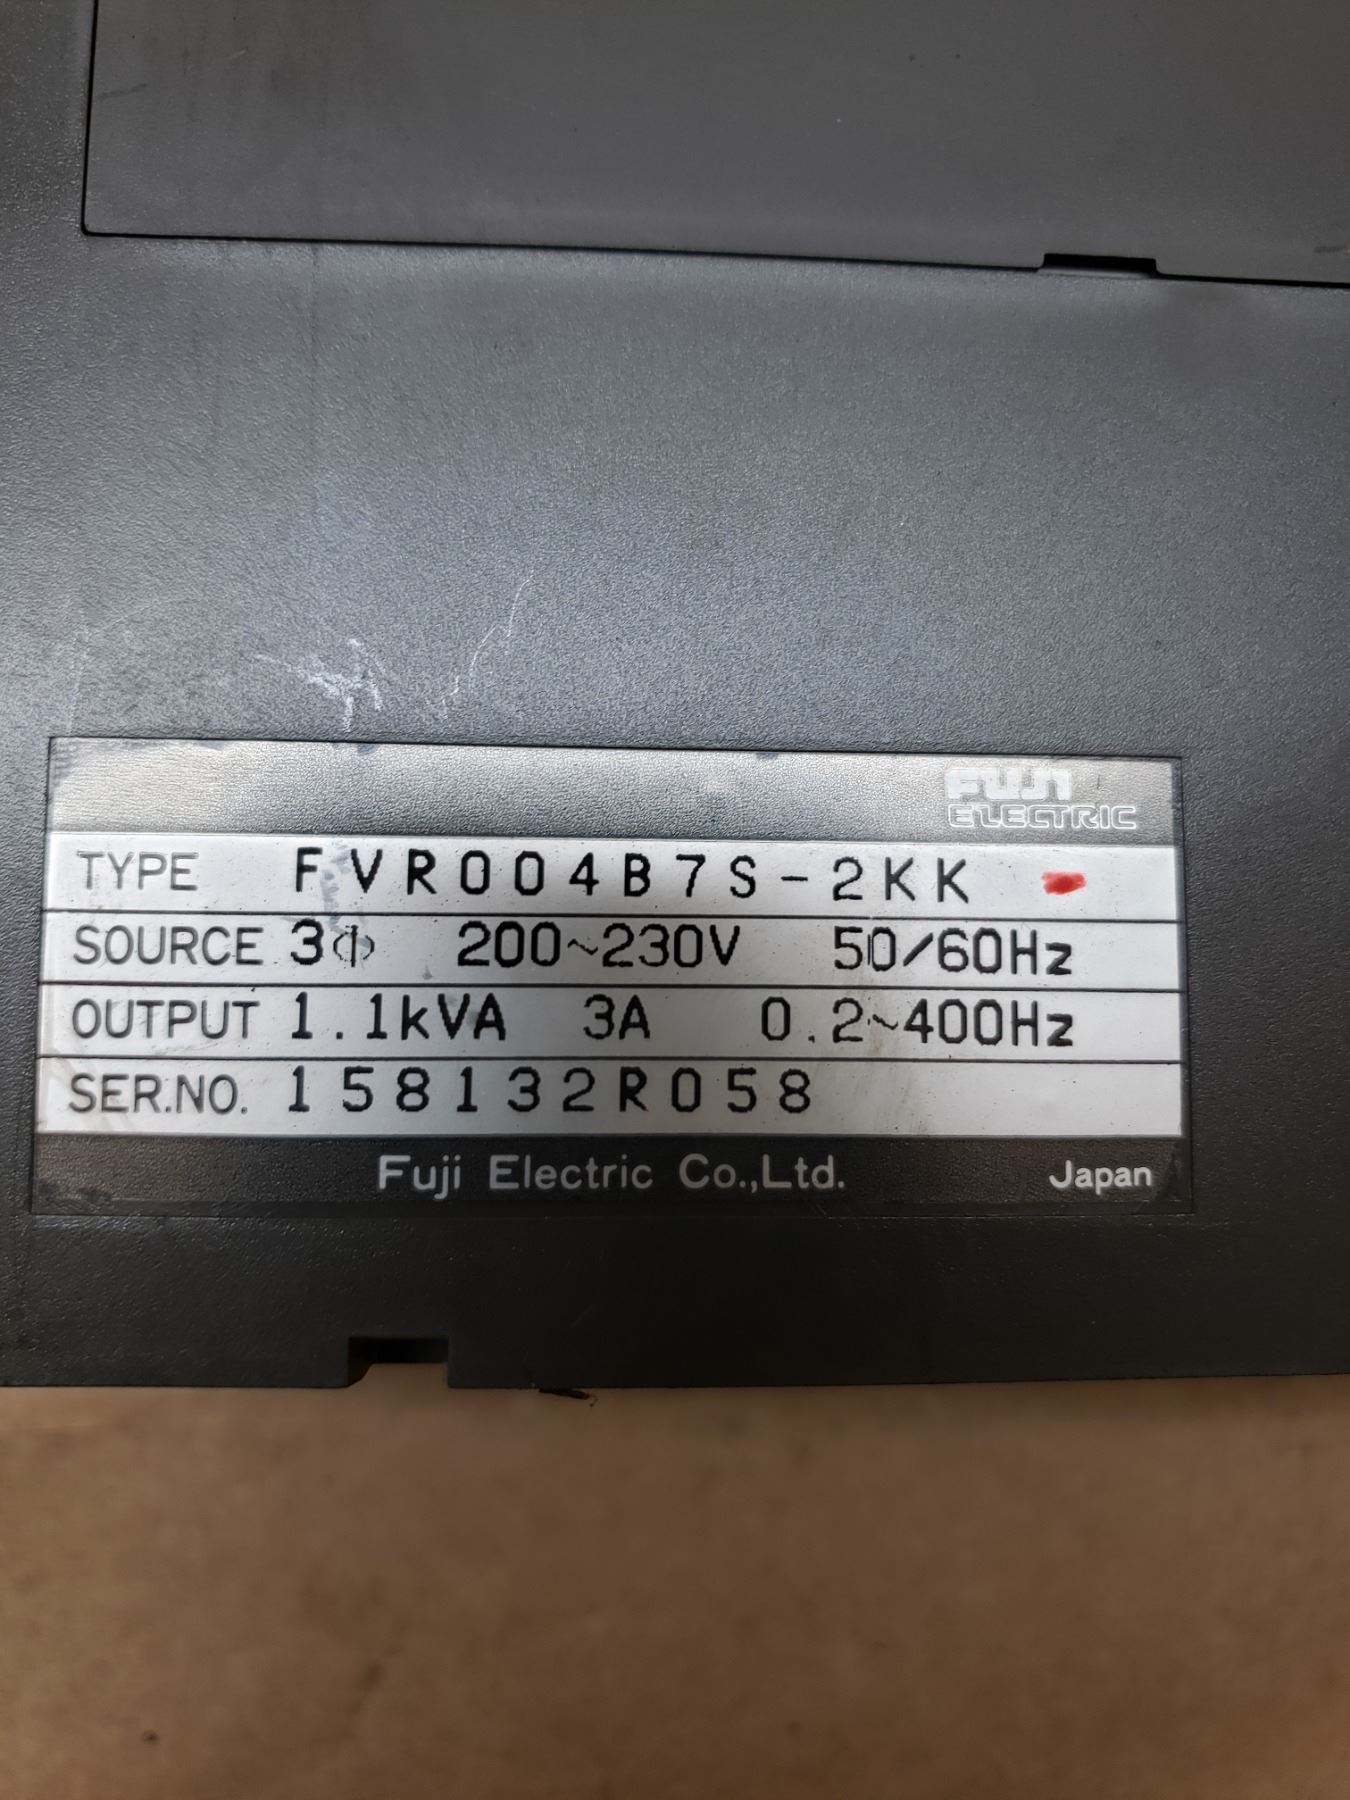 FUJI
ELECTRIC
TYPE FVR004B7S-2KK
SOURCE 3Φ 200~230V 50/60Hz
OUTPUT 1.1kVA 3A 0.2~400Hz
SER.NO. 158132R058
Fuji Electric Co.,Ltd. Japan